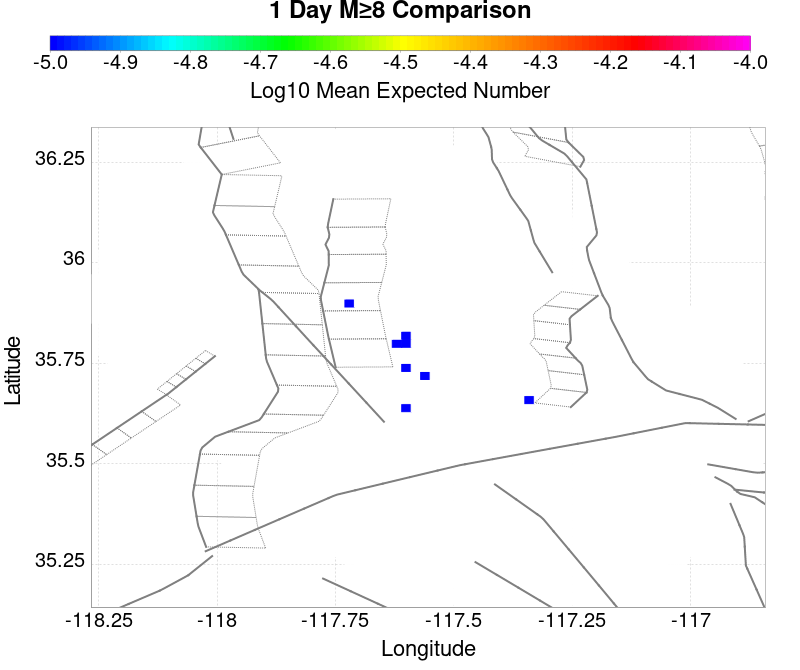 1 Day M≥8 Comparison
-5.0 -4.9 -4.8 -4.7 -4.6 -4.5 -4.4 -4.3 -4.2 -4.1 -4.0
Log10 Mean Expected Number
36.25
36
35.75
35.5
35.25
Latitude
-118.25 -118 -117.75 -117.5 -117.25 -117
Longitude